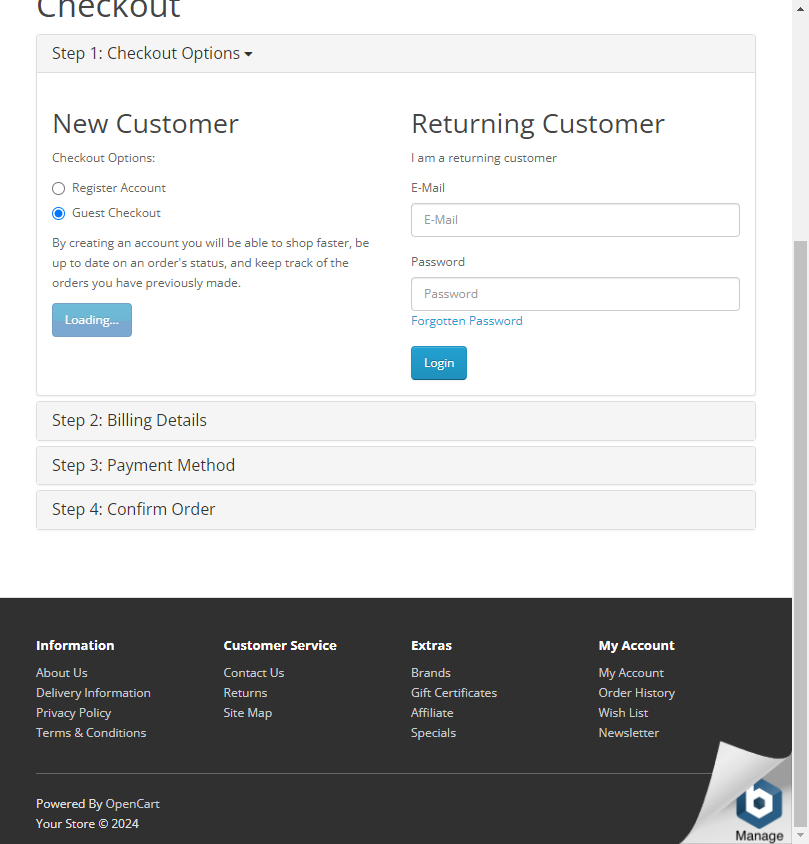 Checkout
Step 1: Checkout Options
New Customer
Checkout Options:
Register Account
Guest Checkout
By creating an account you will be able to shop faster, be
up to date on an order's status, and keep track of the
orders you have previously made.
Loading...
Returning Customer
I am a returning customer
E-Mail
E-Mail
Password
Password
Forgotten Password
Login
Step 2: Billing Details
Step 3: Payment Method
Step 4: Confirm Order
Information
About Us
Delivery Information
Privacy Policy
Terms & Conditions
Customer Service
Contact Us
Returns
Site Map
Extras
Brands
Gift Certificates
Affiliate
Specials
My Account
My Account
Order History
Wish List
Newsletter
Powered By OpenCart
Your Store © 2024
Manage